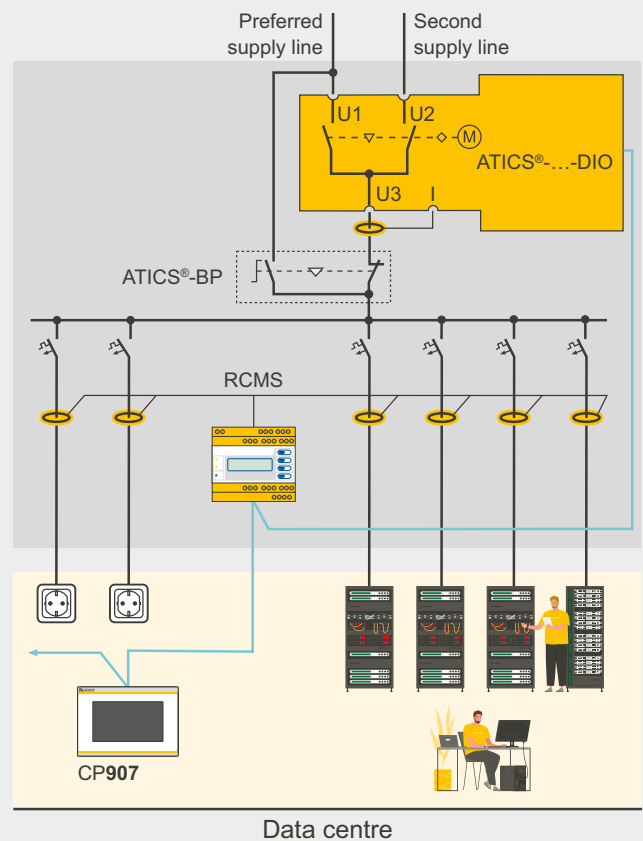 Preferred
supply line
Second
supply line
U1
U2
M
ATICS®-...-DIO
U3
I
ATICS®-BP
RCMS
CP907
Data centre